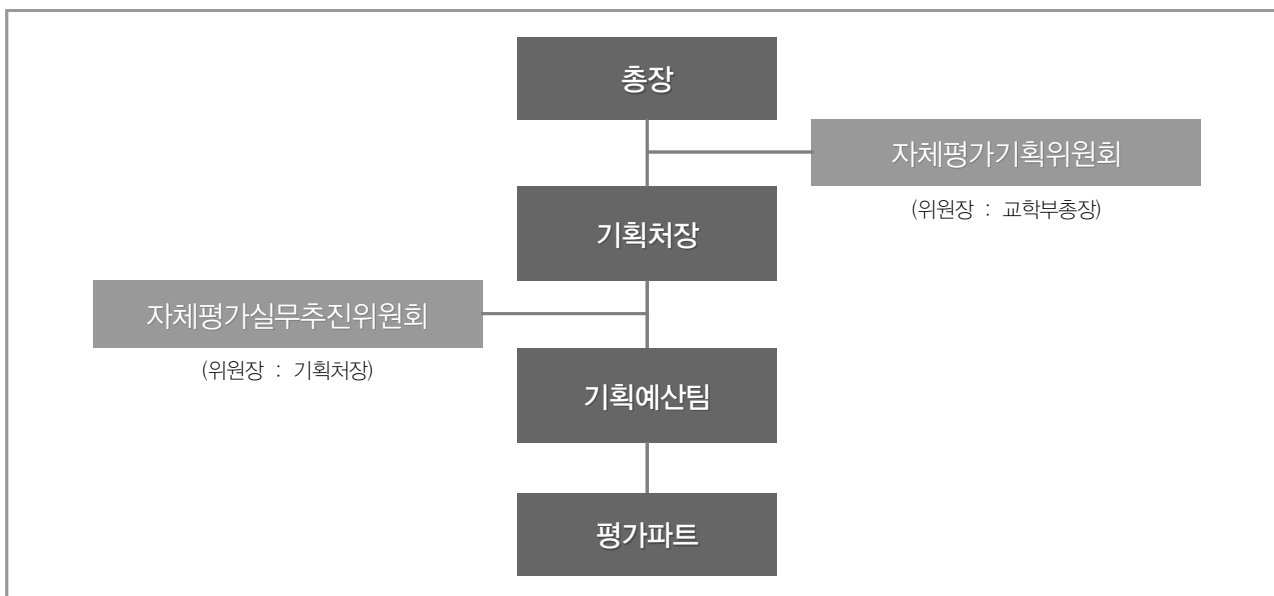 총장
자체평가기획위원회
(위원장 : 교학부총장)
기획처장
자체평가실무추진위원회
(위원장 : 기획처장)
기획예산팀
평가파트